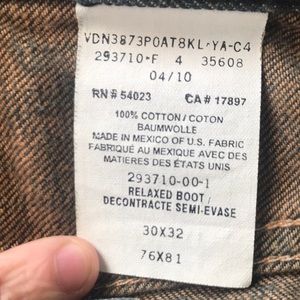 VDN3873P0AT8KL-YA-C4
293710-F 4 35608
04/10
RN # 54023 CA # 17897
100% COTTON / COTON
BAUMWOLLE
MADE IN MEXICO OF U.S. FABRIC
FABRIQUÉ AU MEXIQUE AVEC DES
MATIERES DES ÉTATS UNIS
293710-00-1
RELAXED BOOT /
DECONTRACTE SEMI-EVASE
30X32
76X81